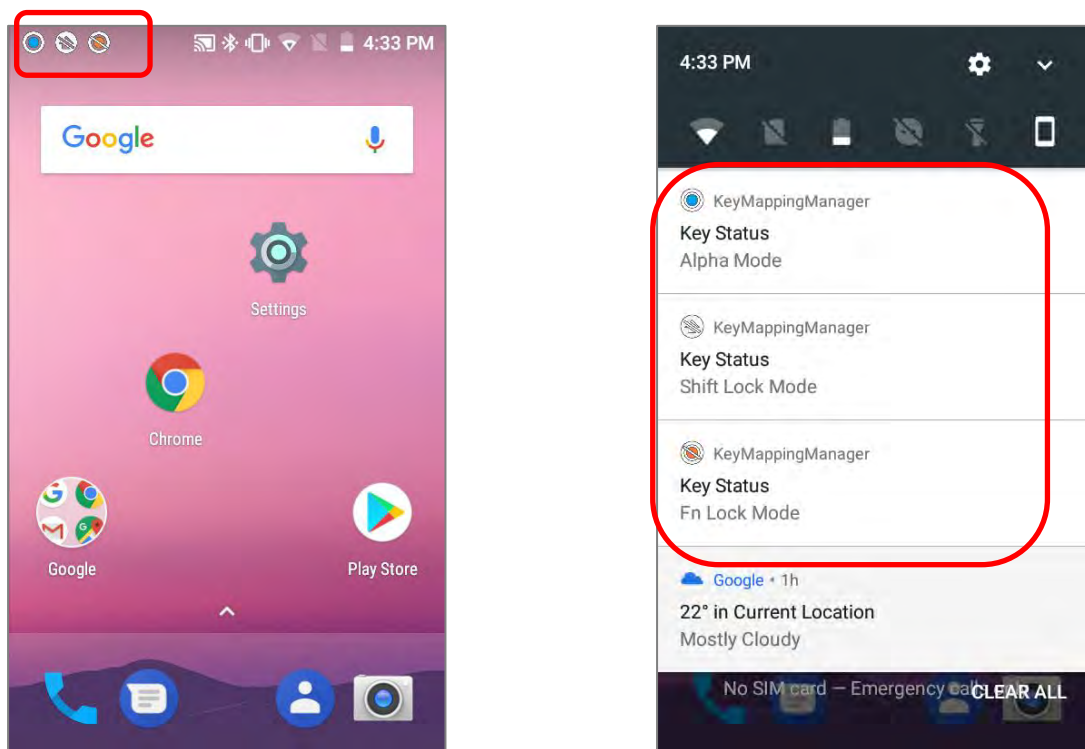 4:33 PM
Google
Settings
Chrome
Google
Play Store
4:33 PM
KeyMappingManager
Key Status
Alpha Mode
KeyMappingManager
Key Status
Shift Lock Mode
KeyMappingManager
Key Status
Fn Lock Mode
Google • 1h
22° in Current Location
Mostly Cloudy
No SIM card — Emergency
CLEAR ALL